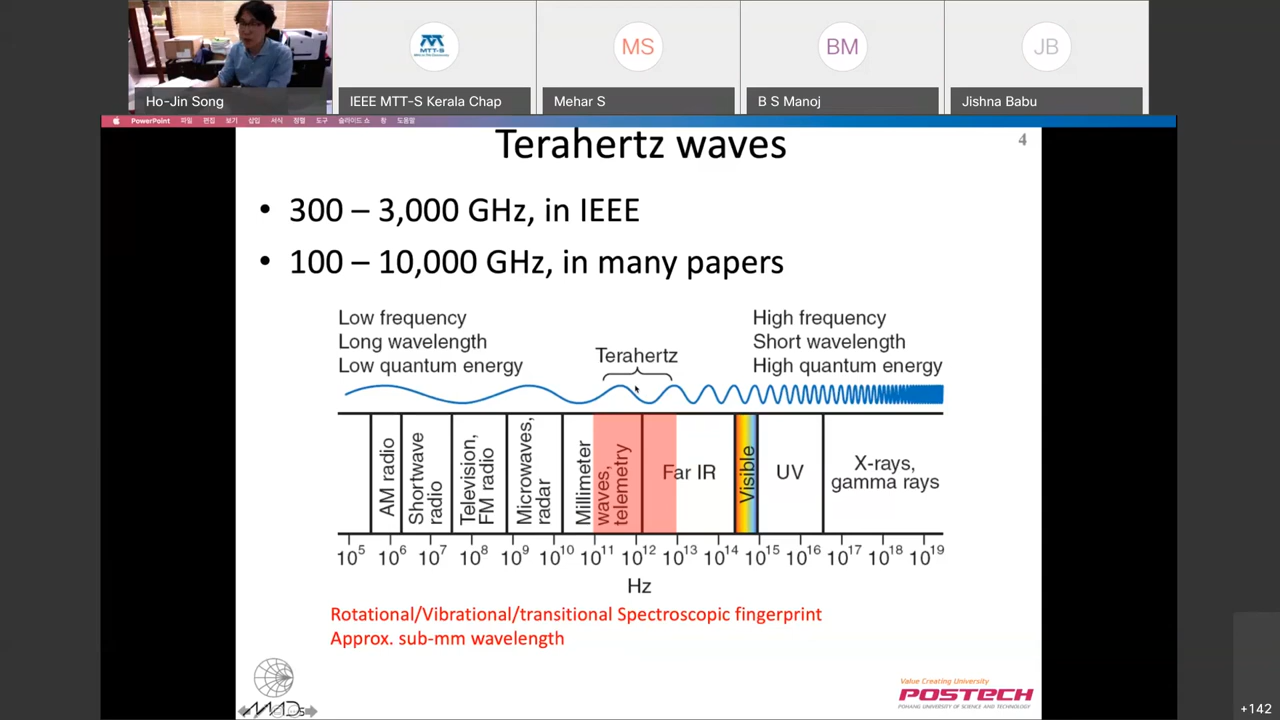 Ho-Jin Song
MTT-S
IEEE MTT-S Kerala Chap
MS
Mehar S
BM
B S Manoj
JB
Jishna Babu
PowerPoint 파일 편집 보기 삽입 서식 정렬 도구 슬라이드 쇼 창 도움말
Terahertz waves
4
• 300 – 3,000 GHz, in IEEE
• 100 – 10,000 GHz, in many papers
Low frequency
Long wavelength
Low quantum energy
Terahertz
High frequency
Short wavelength
High quantum energy
AM radio
Shortwave
radio
Television,
FM radio
Microwaves,
radar
Millimeter
waves,
telemetry
Far IR
Visible
UV
X-rays,
gamma rays
10⁵ 10⁶ 10⁷ 10⁸ 10⁹ 10¹⁰ 10¹¹ 10¹² 10¹³ 10¹⁴ 10¹⁵ 10¹⁶ 10¹⁷ 10¹⁸ 10¹⁹
Hz
Rotational/Vibrational/transitional Spectroscopic fingerprint
Approx. sub-mm wavelength
Value Creating University
POSTECH
POHANG UNIVERSITY OF SCIENCE AND TECHNOLOGY
+142